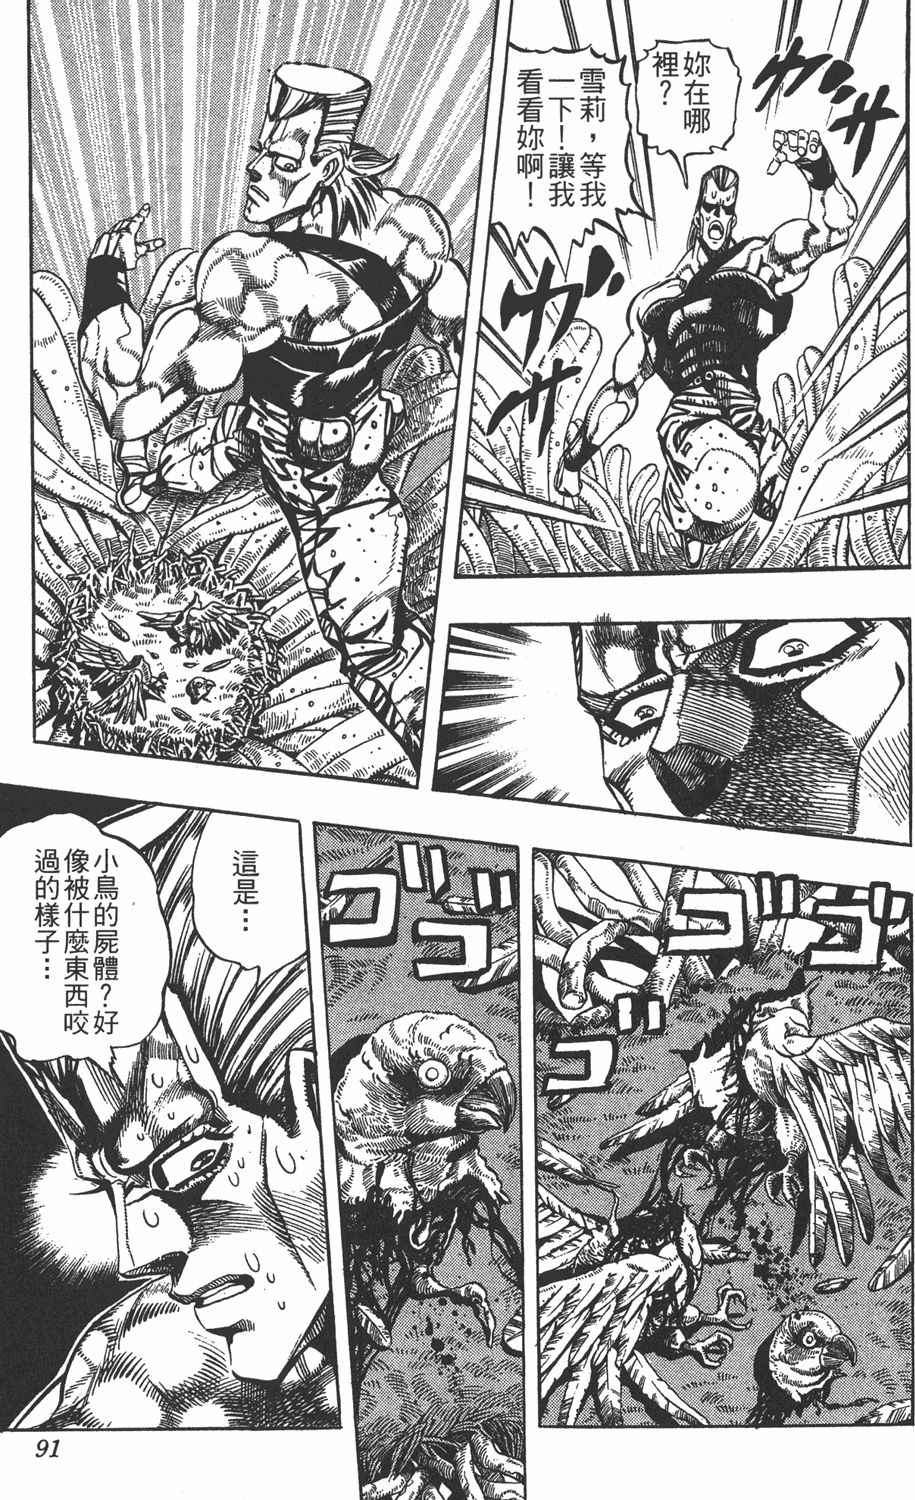 妳在哪
裡？
雪莉，等我
一下！讓我
看看妳啊！
ザッ
ザッ
ゴゴゴ
ゴゴ
這是…
小鳥的屍體？好
像被什麼東西咬
過的樣子…
91